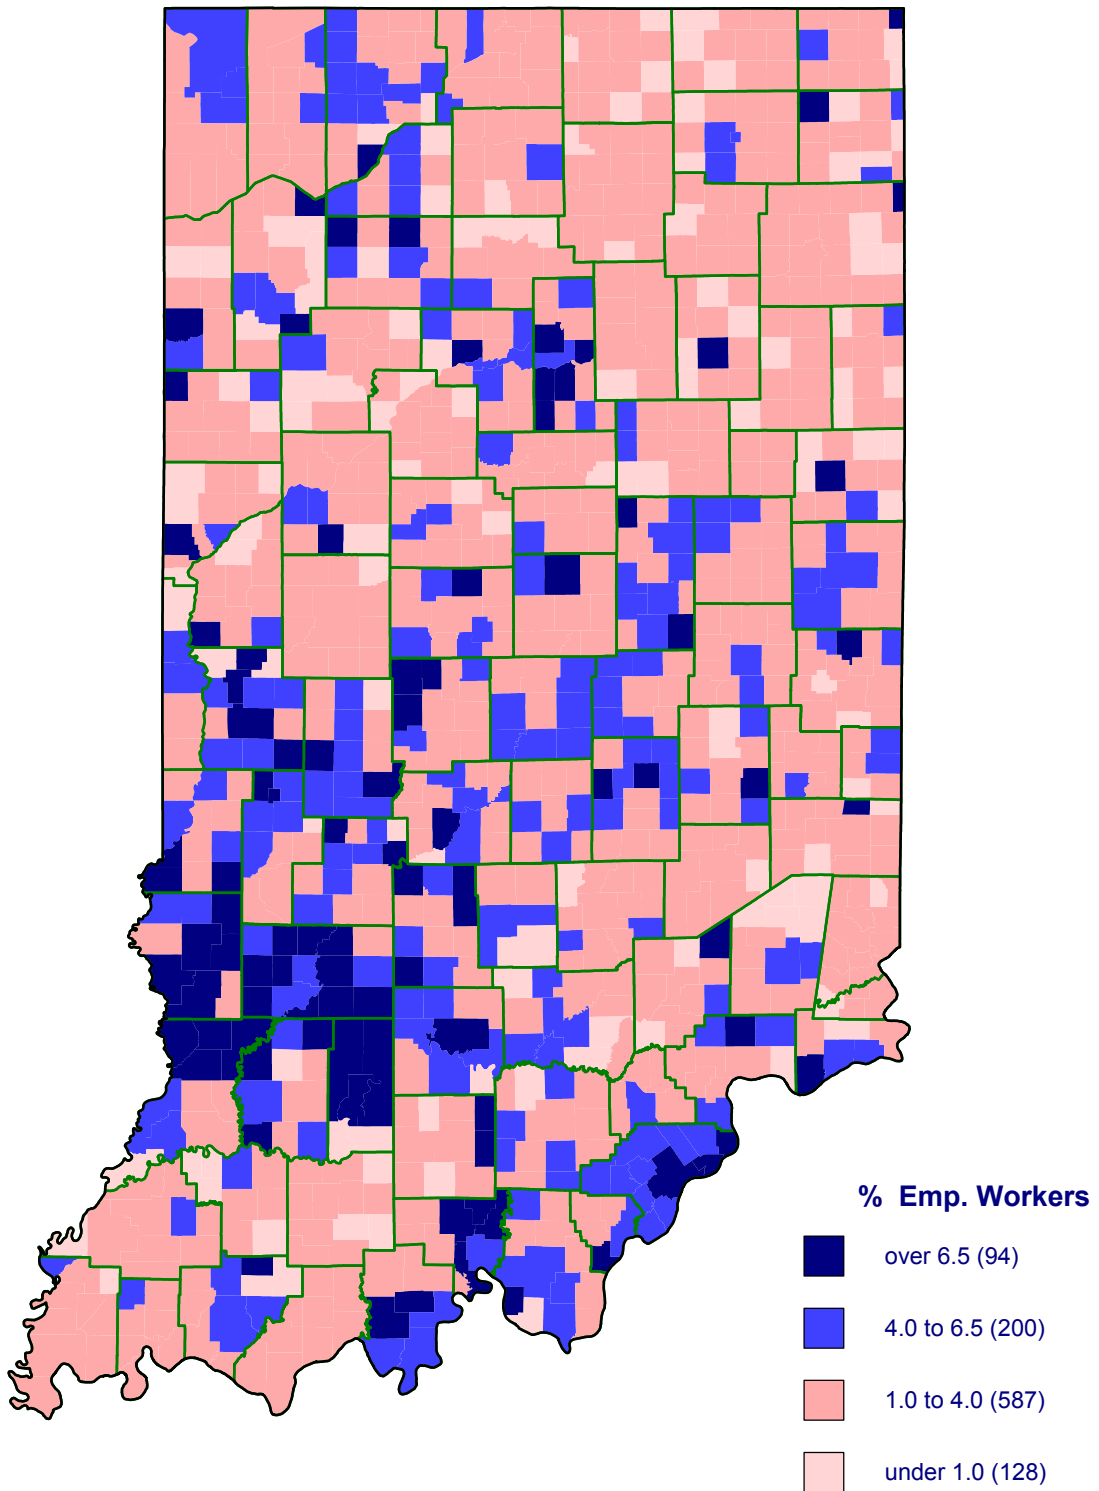 % Emp. Workers
over 6.5 (94)
4.0 to 6.5 (200)
1.0 to 4.0 (587)
under 1.0 (128)